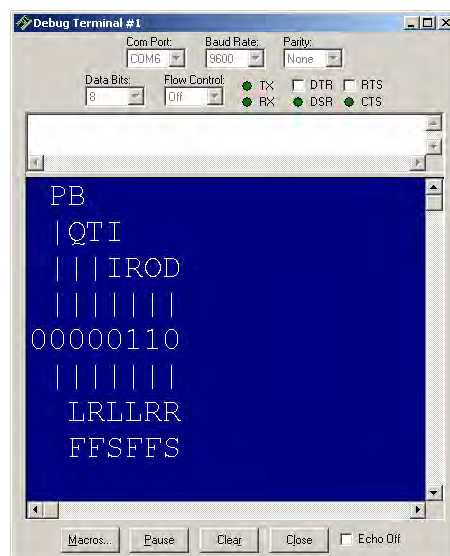 Debug Terminal #1
Com Port: Baud Rate: Parity:
COM6 9600 None
Data Bits: Flow Control:
8 Off
TX DTR RTS
RX DSR CTS
PB
|QTI
|||IROD
|||||||
00000110
|||||||
LRLLRR
FFSFFS
Macros... Pause Clear Close Echo Off